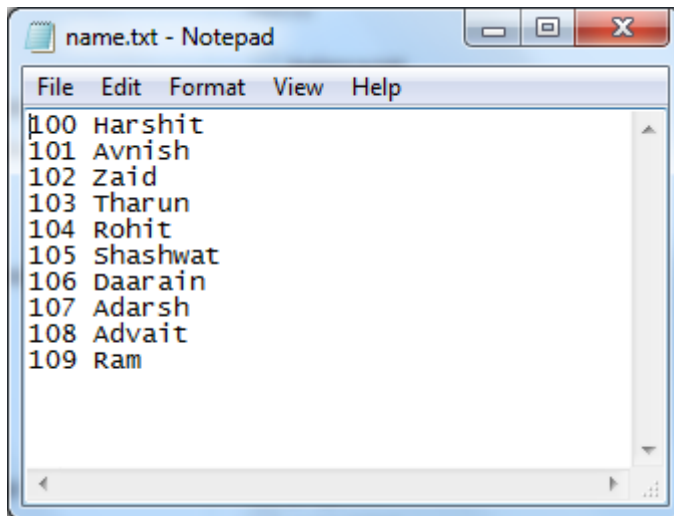 name.txt - Notepad
File Edit Format View Help
100 Harshit
101 Avnish
102 Zaid
103 Tharun
104 Rohit
105 Shashwat
106 Daarain
107 Adarsh
108 Advait
109 Ram